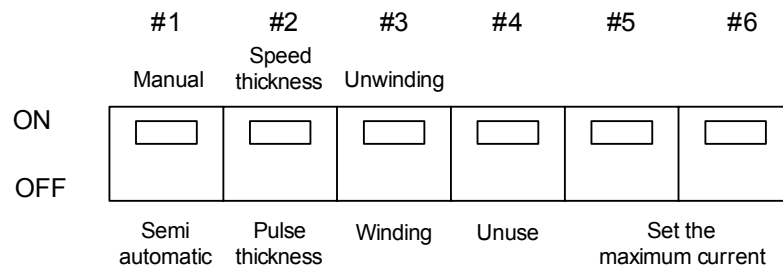 #1 #2 #3 #4 #5 #6
Manual Speed thickness Unwinding
ON
OFF
Semi automatic Pulse thickness Winding Unuse Set the maximum current